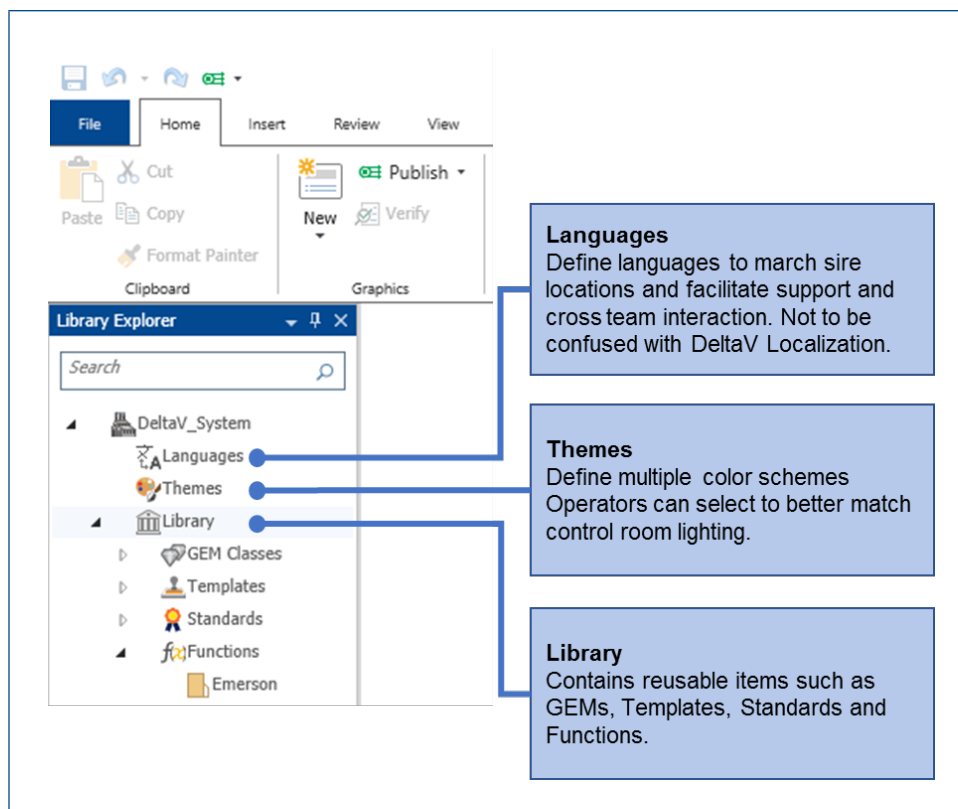 File
Home
Insert
Review
View
Paste
Cut
Copy
Format Painter
Clipboard
New
Publish
Verify
Graphics
Library Explorer
Search
DeltaV_System
Languages
Themes
Library
GEM Classes
Templates
Standards
f(x) Functions
Emerson
Languages
Define languages to march sire
locations and facilitate support and
cross team interaction. Not to be
confused with DeltaV Localization.
Themes
Define multiple color schemes
Operators can select to better match
control room lighting.
Library
Contains reusable items such as
GEMs, Templates, Standards and
Functions.